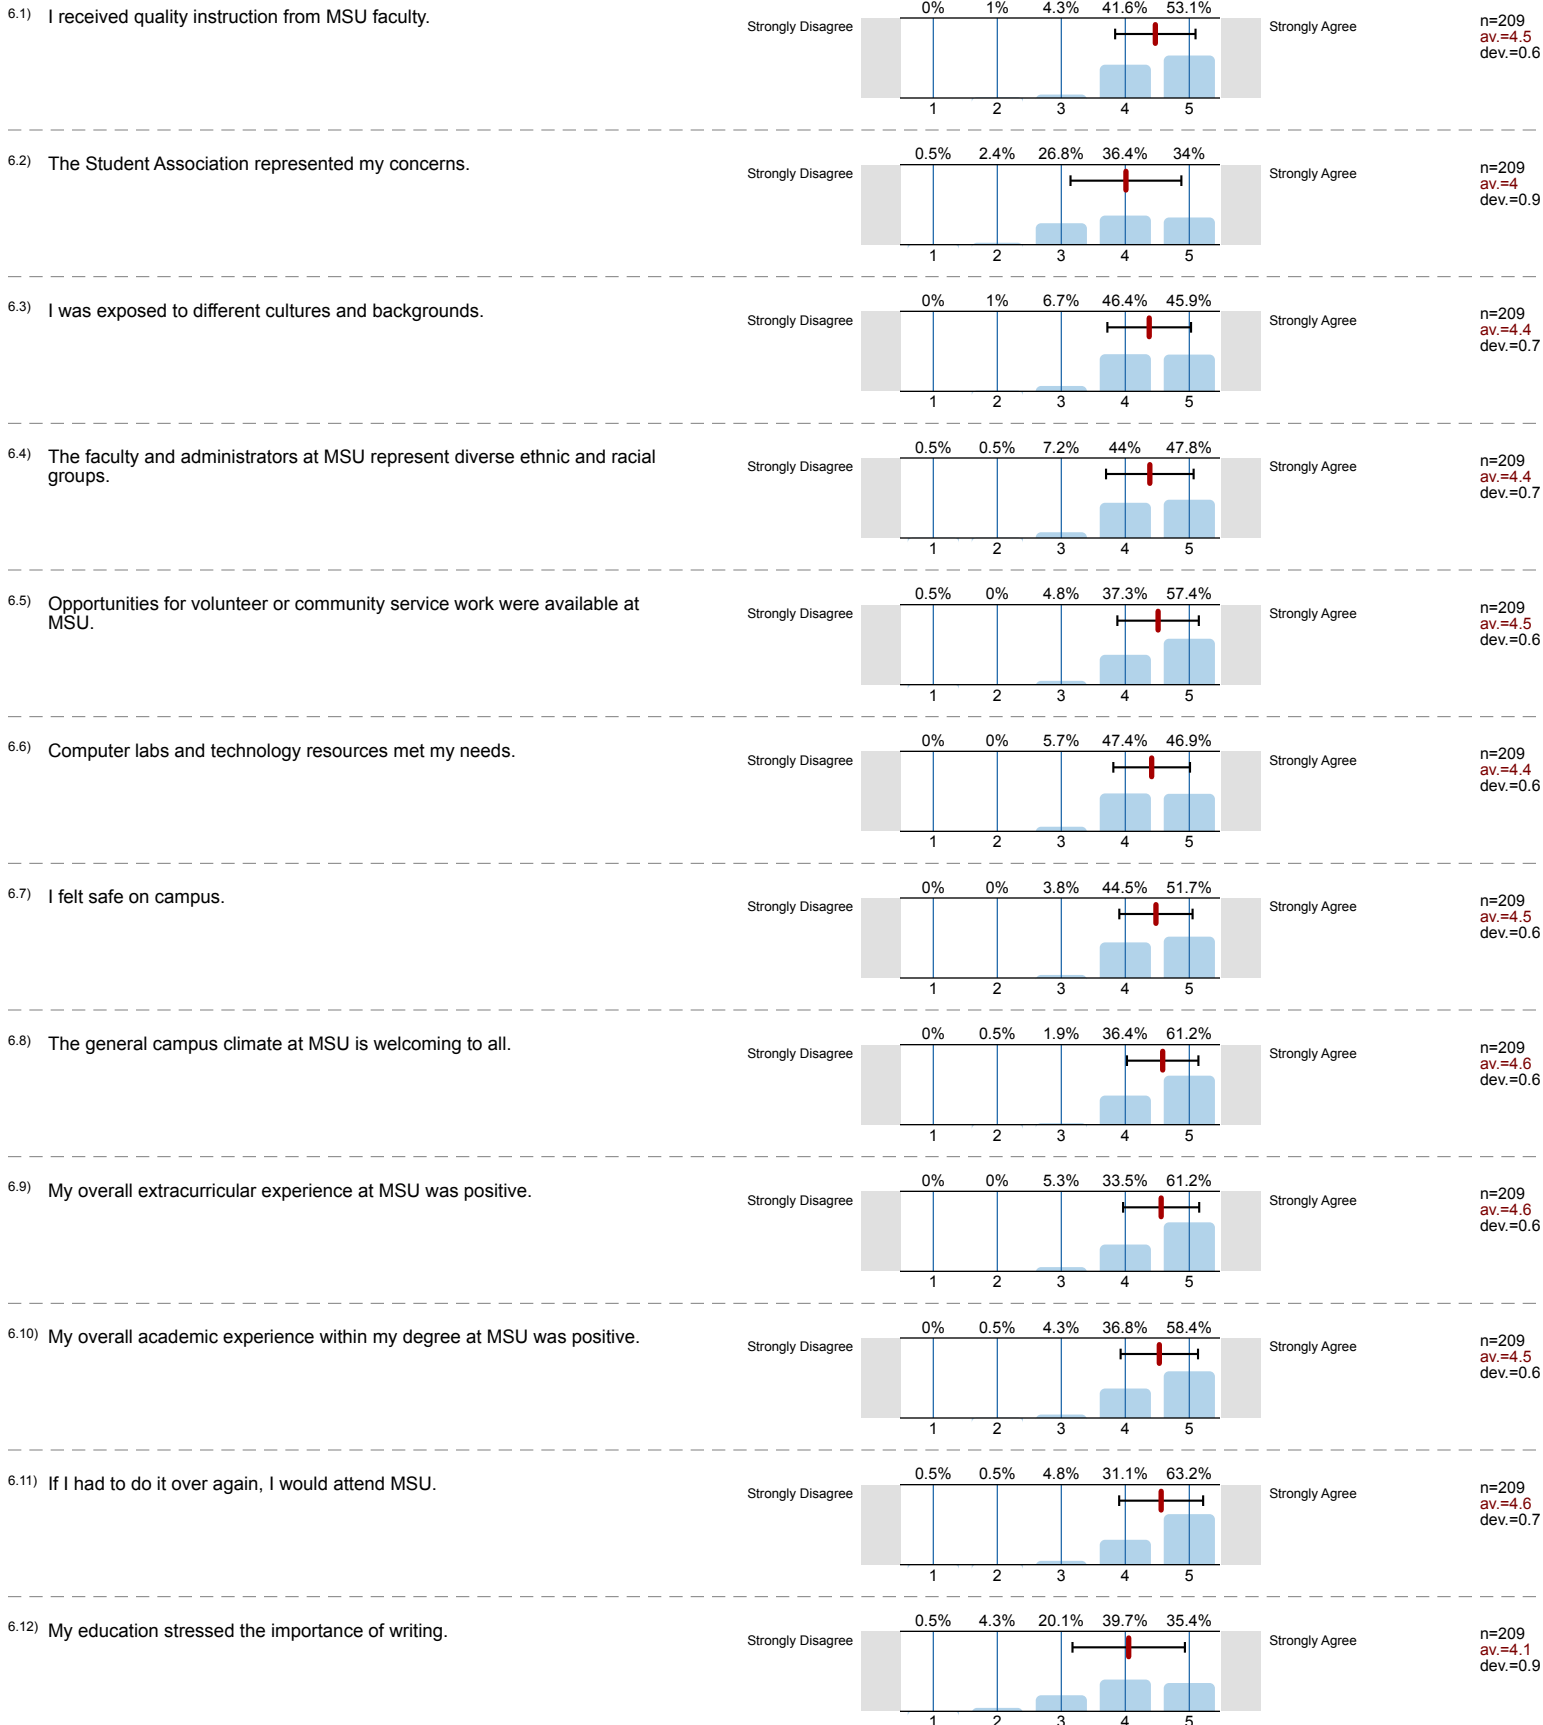 6.1) I received quality instruction from MSU faculty.
Strongly Disagree
0% 1% 4.3% 41.6% 53.1%
1 2 3 4 5
Strongly Agree
n=209
av.=4.5
dev.=0.6
6.2) The Student Association represented my concerns.
Strongly Disagree
0.5% 2.4% 26.8% 36.4% 34%
1 2 3 4 5
Strongly Agree
n=209
av.=4
dev.=0.9
6.3) I was exposed to different cultures and backgrounds.
Strongly Disagree
0% 1% 6.7% 46.4% 45.9%
1 2 3 4 5
Strongly Agree
n=209
av.=4.4
dev.=0.7
6.4) The faculty and administrators at MSU represent diverse ethnic and racial
groups.
Strongly Disagree
0.5% 0.5% 7.2% 44% 47.8%
1 2 3 4 5
Strongly Agree
n=209
av.=4.4
dev.=0.7
6.5) Opportunities for volunteer or community service work were available at
MSU.
Strongly Disagree
0.5% 0% 4.8% 37.3% 57.4%
1 2 3 4 5
Strongly Agree
n=209
av.=4.5
dev.=0.6
6.6) Computer labs and technology resources met my needs.
Strongly Disagree
0% 0% 5.7% 47.4% 46.9%
1 2 3 4 5
Strongly Agree
n=209
av.=4.4
dev.=0.6
6.7) I felt safe on campus.
Strongly Disagree
0% 0% 3.8% 44.5% 51.7%
1 2 3 4 5
Strongly Agree
n=209
av.=4.5
dev.=0.6
6.8) The general campus climate at MSU is welcoming to all.
Strongly Disagree
0% 0.5% 1.9% 36.4% 61.2%
1 2 3 4 5
Strongly Agree
n=209
av.=4.6
dev.=0.6
6.9) My overall extracurricular experience at MSU was positive.
Strongly Disagree
0% 0% 5.3% 33.5% 61.2%
1 2 3 4 5
Strongly Agree
n=209
av.=4.6
dev.=0.6
6.10) My overall academic experience within my degree at MSU was positive.
Strongly Disagree
0% 0.5% 4.3% 36.8% 58.4%
1 2 3 4 5
Strongly Agree
n=209
av.=4.5
dev.=0.6
6.11) If I had to do it over again, I would attend MSU.
Strongly Disagree
0.5% 0.5% 4.8% 31.1% 63.2%
1 2 3 4 5
Strongly Agree
n=209
av.=4.6
dev.=0.7
6.12) My education stressed the importance of writing.
Strongly Disagree
0.5% 4.3% 20.1% 39.7% 35.4%
1 2 3 4 5
Strongly Agree
n=209
av.=4.1
dev.=0.9